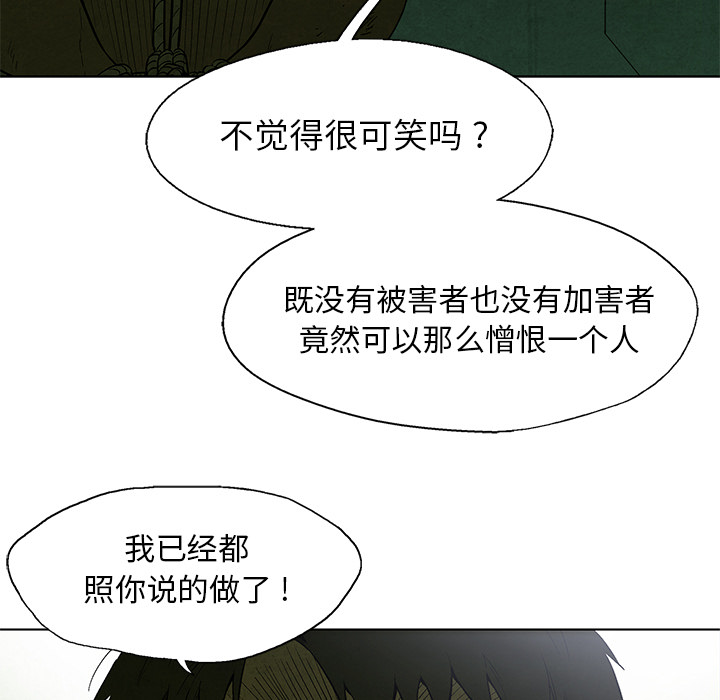 不觉得很可笑吗?
既没有被害者也没有加害者
竟然可以那么憎恨一个人
我已经都
照你说的做了!